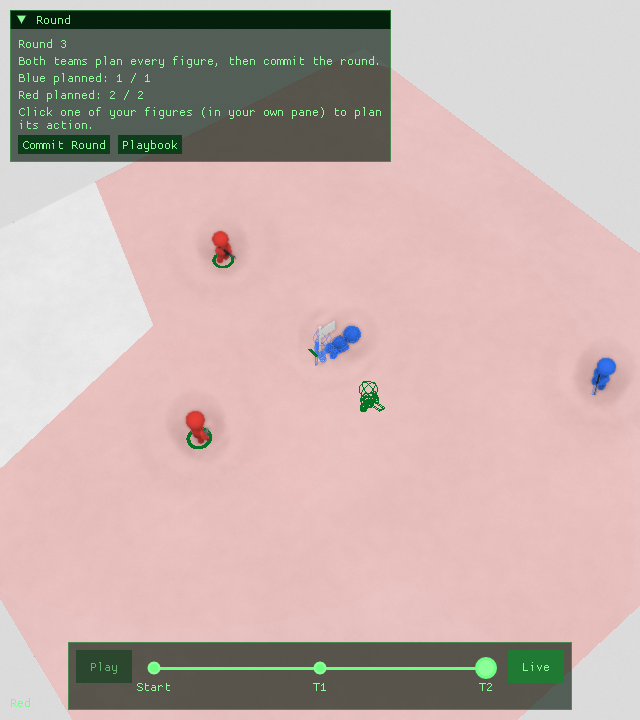 Round
Round 3
Both teams plan every figure, then commit the round.
Blue planned: 1 / 1
Red planned: 2 / 2
Click one of your figures (in your own pane) to plan
its action.
Commit Round Playbook
Play Live
Start T1 T2
Red